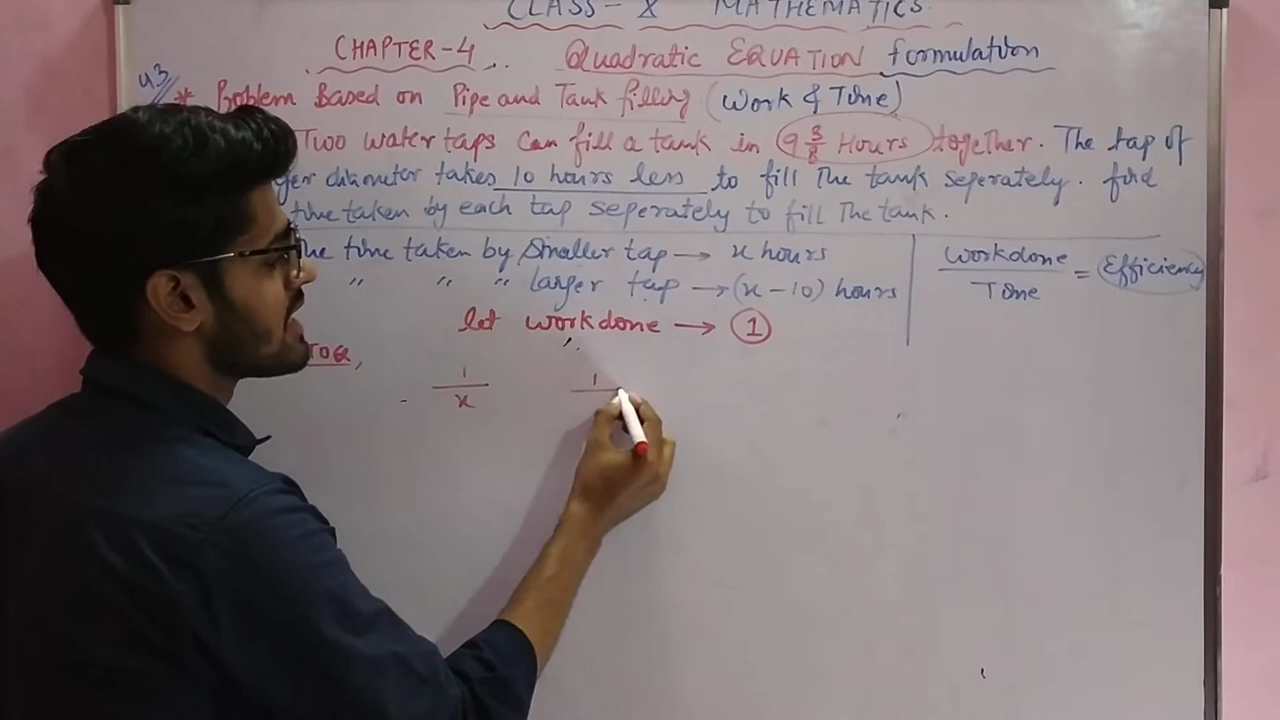 CLASS - X MATHEMATICS.
CHAPTER-4 .. Quadratic EQUATION formulation
* Problem Based on Pipe and Tank filling (Work & Time)
Two water taps can fill a tank in 9 3/8 Hours together. The tap of
diameter takes 10 hours less to fill The tank seperately. find
time taken by each tap seperately to fill The tank.
time taken by smaller tap → x hours
" " " larger tap → (x-10) hours
Workdone / Time = Efficiency
let workdone → 1
ATQ,
1/x 1